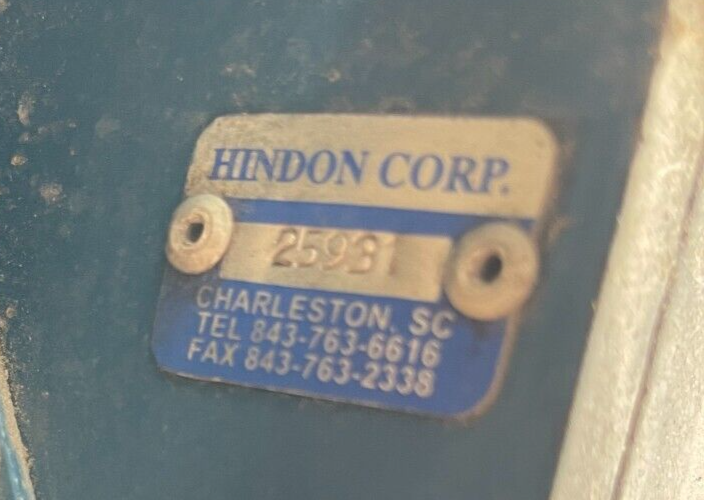 HINDON CORP.
25931
CHARLESTON, SC
TEL 843-763-6616
FAX 843-763-2338